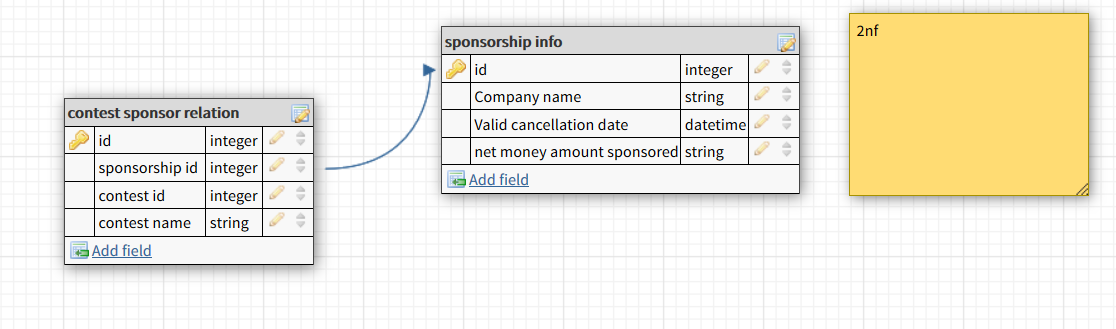 contest sponsor relation
id integer
sponsorship id integer
contest id integer
contest name string
Add field
sponsorship info
id integer
Company name string
Valid cancellation date datetime
net money amount sponsored string
Add field
2nf